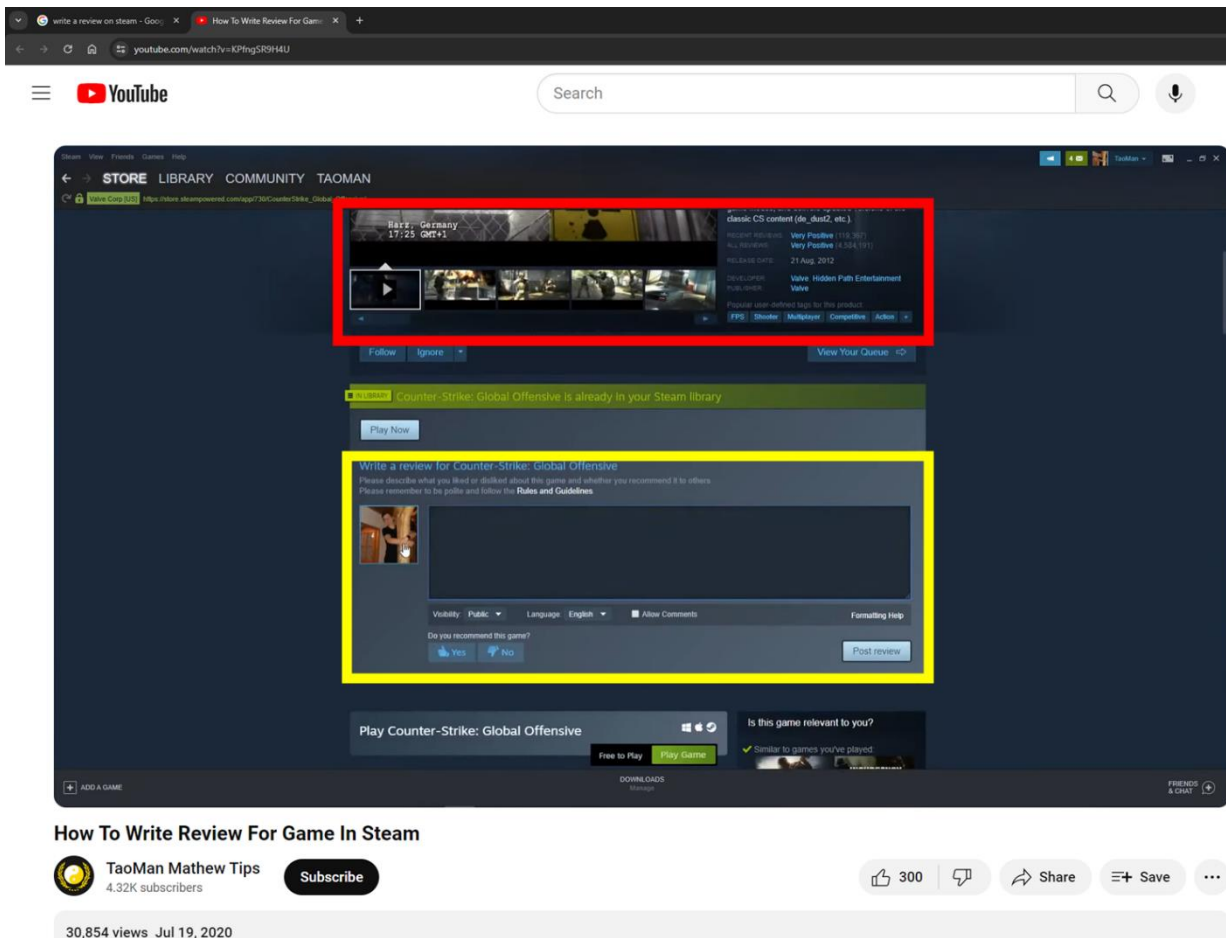 write a review on steam - Goog
How To Write Review For Game
youtube.com/watch?v=KPfngSR9H4U
YouTube
Search
Steam View Friends Games Help
4
TaoMan
STORE LIBRARY COMMUNITY TAOMAN
Valve Corp [US] https://store.steampowered.com/app/730/CounterStrike_Global_Offensive/
Harz, Germany
17:25 GMT+1
classic CS content (de_dust2, etc.).
RECENT REVIEWS: Very Positive
ALL REVIEWS: Very Positive
RELEASE DATE: 21 Aug, 2012
DEVELOPER: Valve, Hidden Path Entertainment
PUBLISHER: Valve
Popular user-defined tags for this product:
FPS Shooter Multiplayer Competitive Action +
Follow Ignore
View Your Queue
IN LIBRARY Counter-Strike: Global Offensive is already in your Steam library
Play Now
Write a review for Counter-Strike: Global Offensive
Please describe what you liked or disliked about this game and whether you recommend it to others.
Please remember to be polite and follow the Rules and Guidelines.
Visibility: Public Language: English Allow Comments Formatting Help
Do you recommend this game?
Yes No
Post review
Play Counter-Strike: Global Offensive
Free to Play Play Game
Is this game relevant to you?
Similar to games you've played:
ADD A GAME
DOWNLOADS
Manage
FRIENDS
& CHAT
How To Write Review For Game In Steam
TaoMan Mathew Tips
4.32K subscribers
Subscribe
300
Share
Save
30,854 views Jul 19, 2020